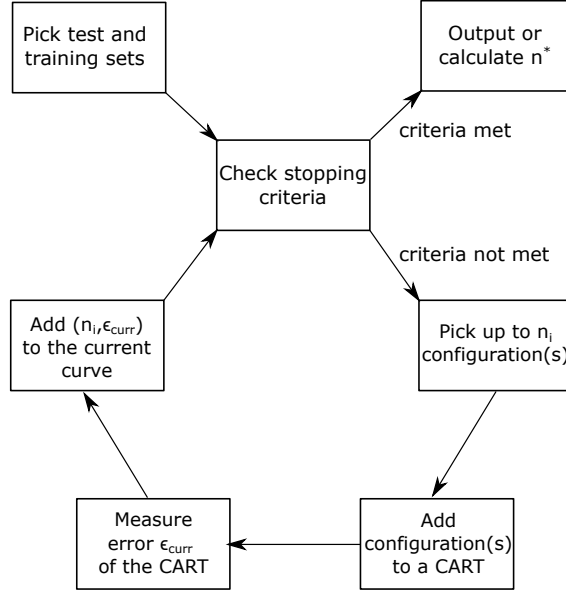 Pick test and
training sets
Output or
calculate n*
criteria met
Check stopping
criteria
criteria not met
Add (nᵢ,ϵcurr)
to the current
curve
Pick up to nᵢ
configuration(s)
Measure
error ϵcurr
of the CART
Add
configuration(s)
to a CART